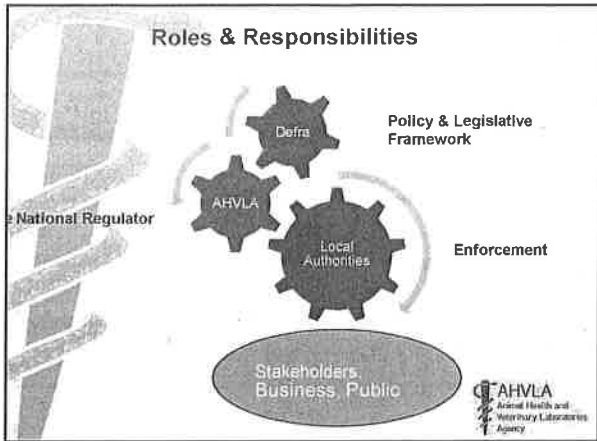 Roles & Responsibilities
Defra
Policy & Legislative
Framework
AHVLA
e National Regulator
Local
Authorities
Enforcement
Stakeholders,
Business, Public
AHVLA
Animal Health and
Veterinary Laboratories
Agency